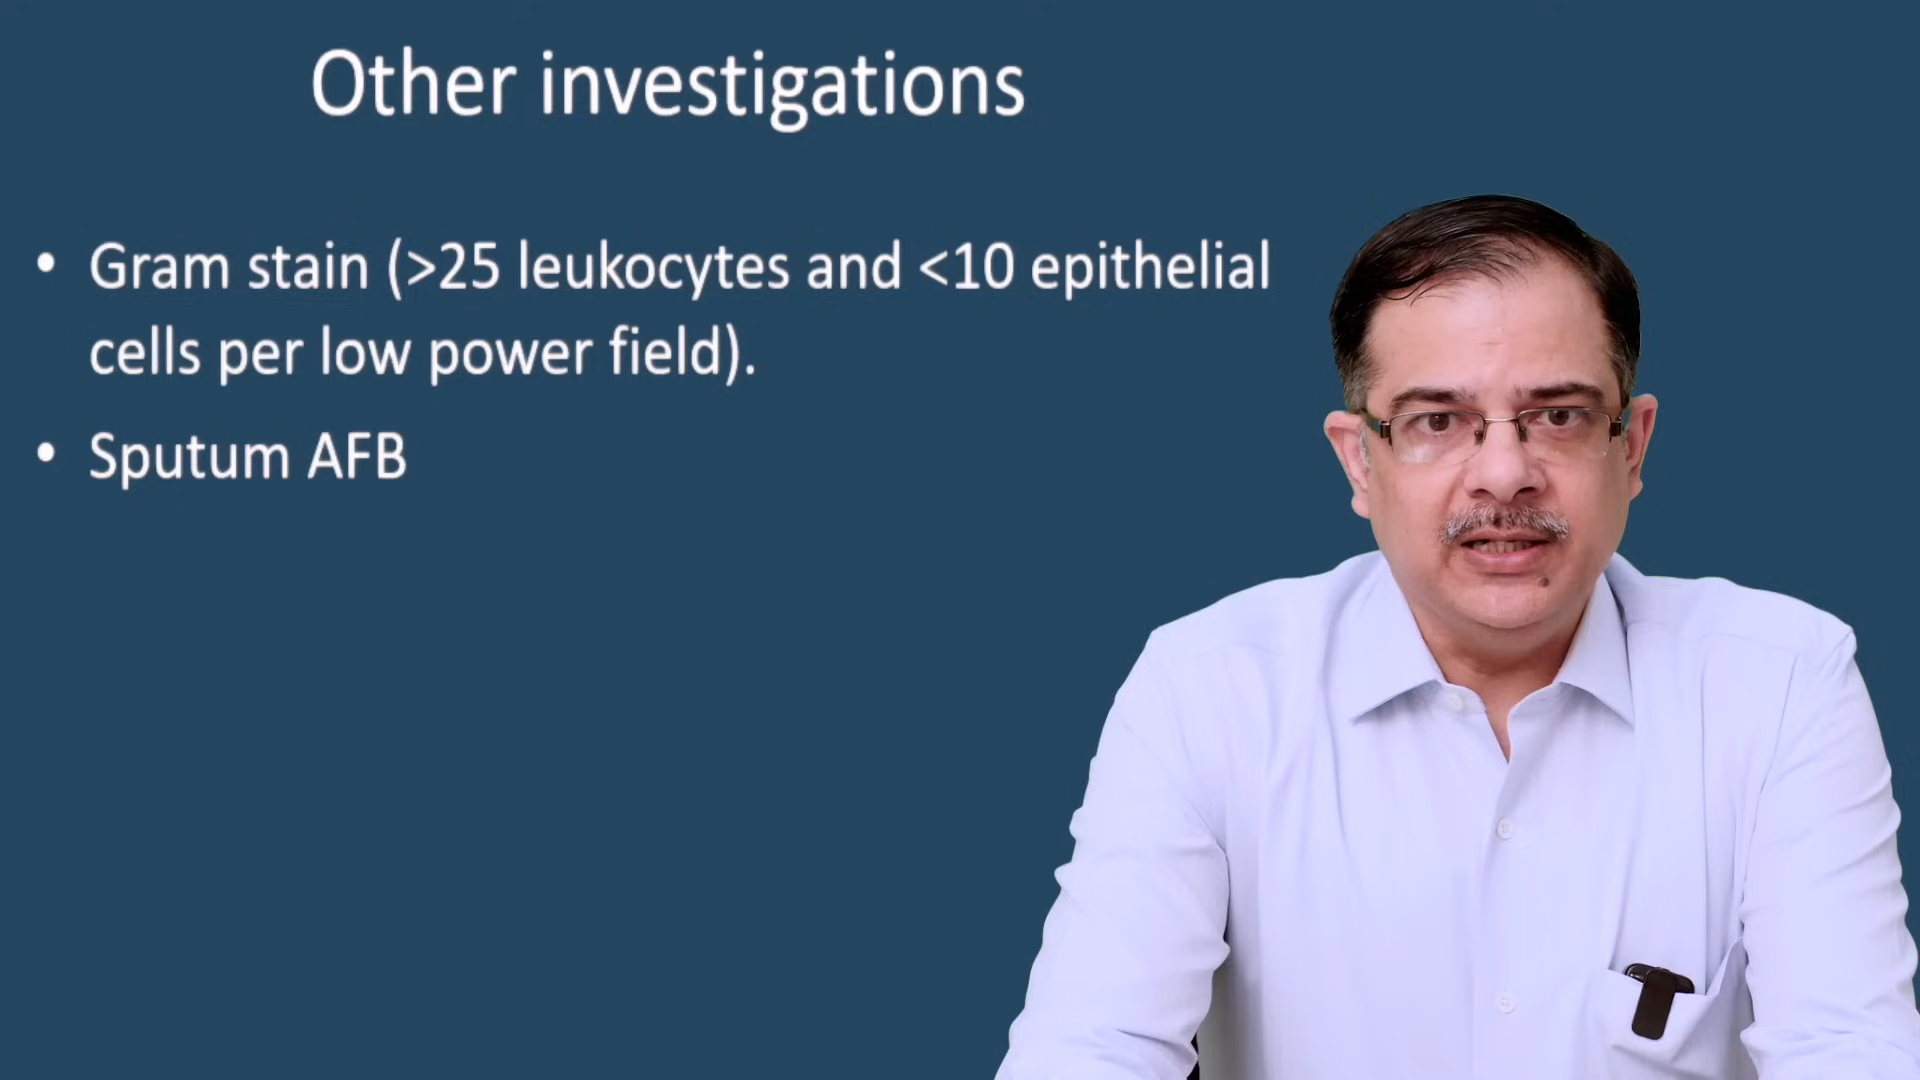 Other investigations
• Gram stain (>25 leukocytes and <10 epithelial
cells per low power field).
• Sputum AFB